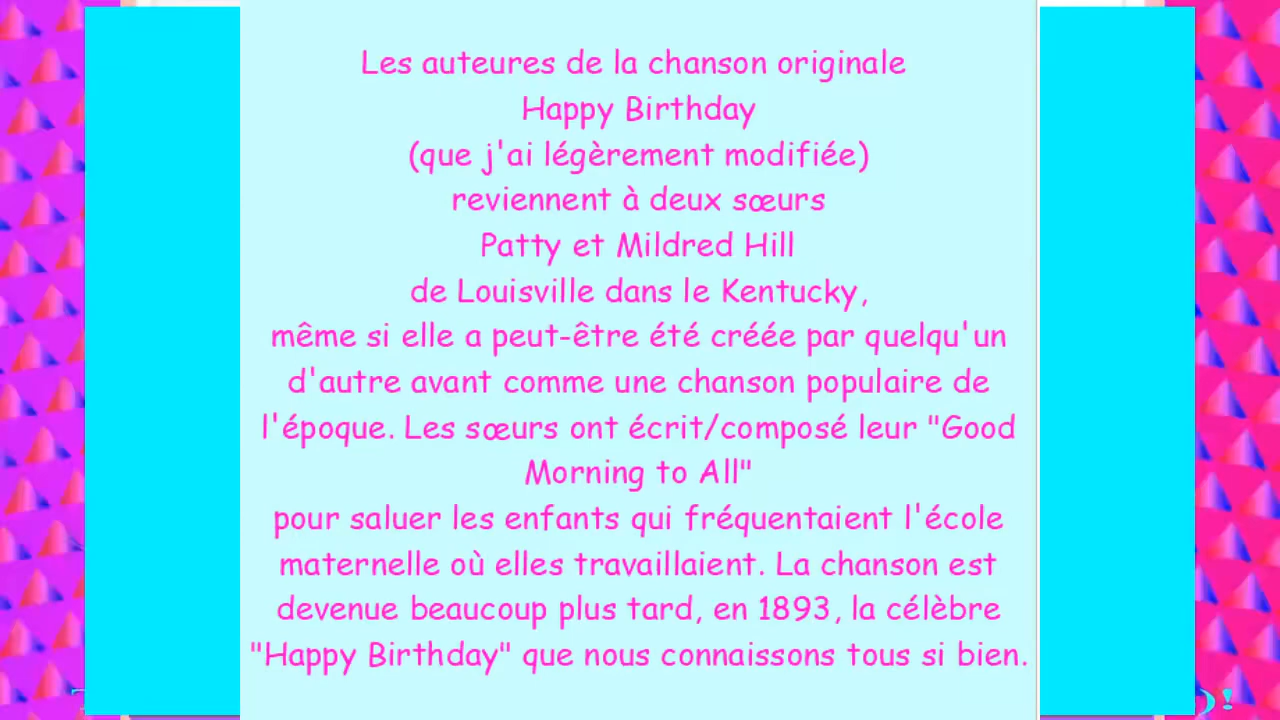 Les auteures de la chanson originale
Happy Birthday
(que j'ai légèrement modifiée)
reviennent à deux sœurs
Patty et Mildred Hill
de Louisville dans le Kentucky,
même si elle a peut-être été créée par quelqu'un
d'autre avant comme une chanson populaire de
l'époque. Les sœurs ont écrit/composé leur "Good
Morning to All"
pour saluer les enfants qui fréquentaient l'école
maternelle où elles travaillaient. La chanson est
devenue beaucoup plus tard, en 1893, la célèbre
"Happy Birthday" que nous connaissons tous si bien.